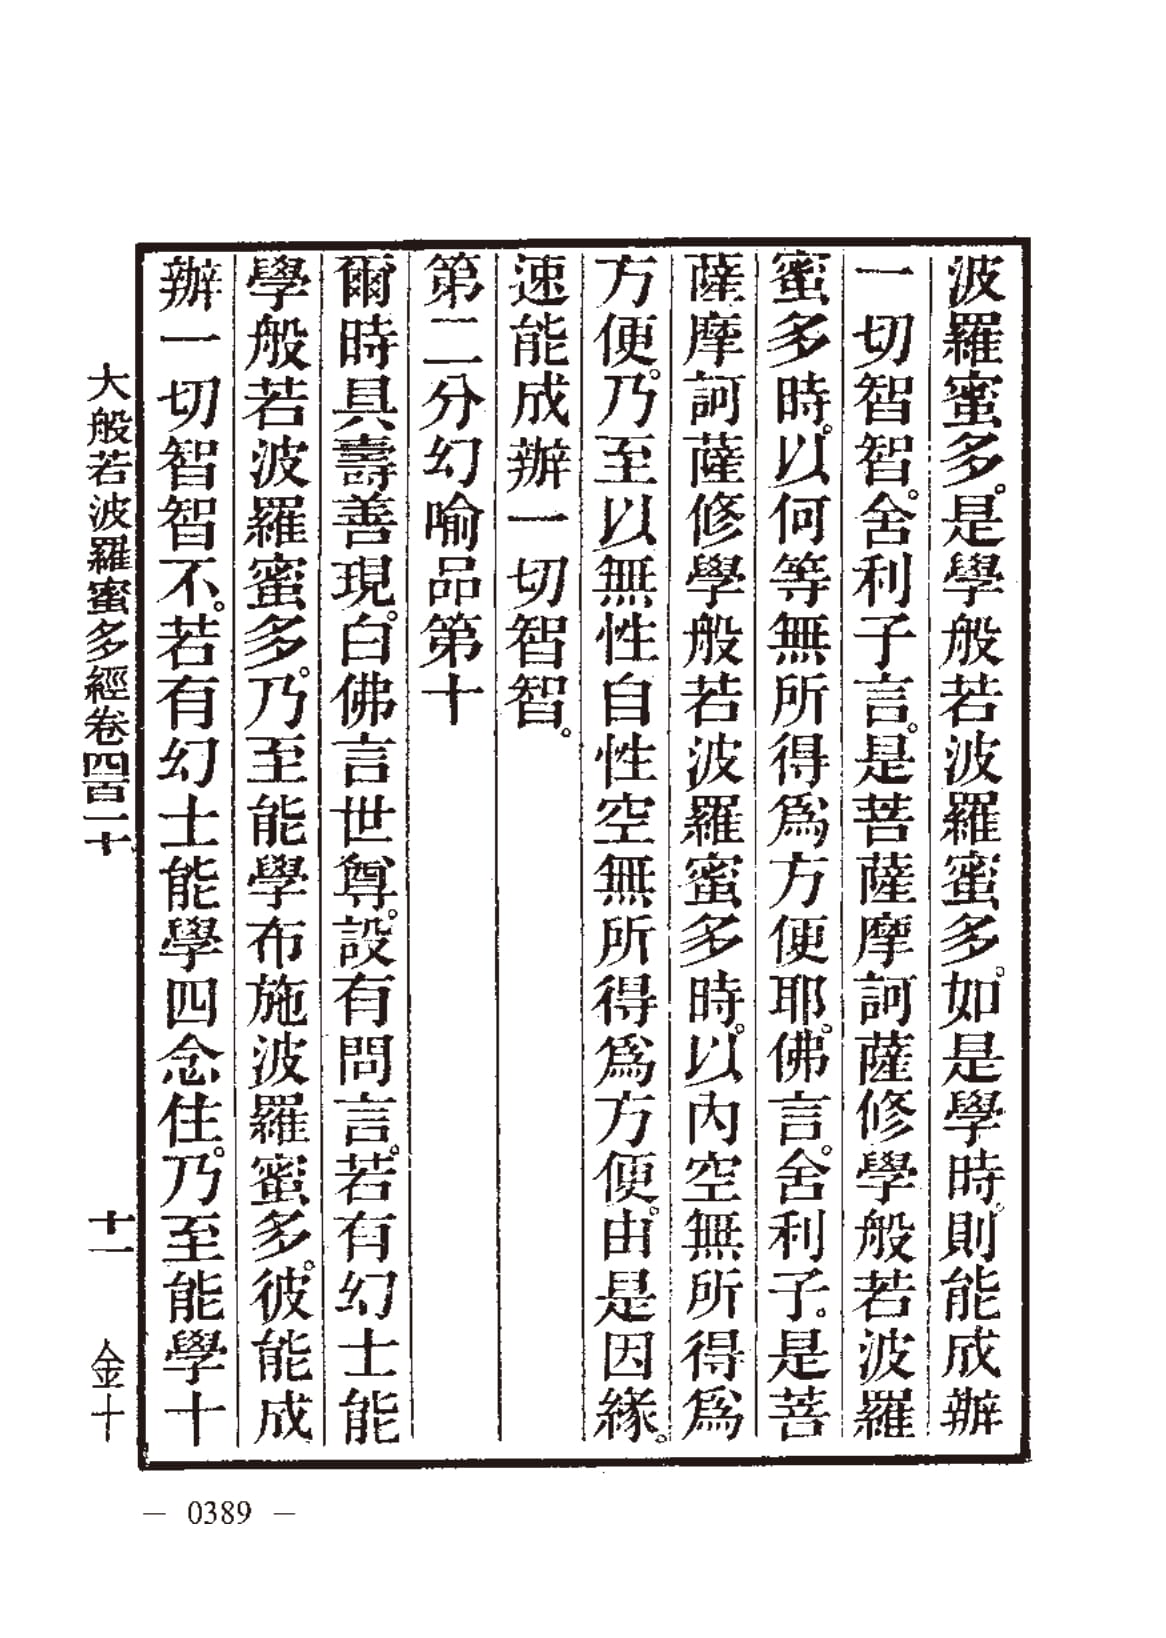 波羅蜜多。是學般若波羅蜜多。如是學時。則能成辦
一切智智。舍利子言。是菩薩摩訶薩修學般若波羅
蜜多時。以何等無所得爲方便耶。佛言。舍利子。是菩
薩摩訶薩修學般若波羅蜜多時。以內空無所得爲
方便。乃至以無性自性空無所得爲方便。由是因緣。
速能成辦一切智智。
第二分幻喻品第十
爾時具壽善現。白佛言世尊。設有問言。若有幻士能
學般若波羅蜜多。乃至能學布施波羅蜜多。彼能成
辦一切智智不。若有幻士能學四念住。乃至能學十
大般若波羅蜜多經卷四百一十
十一
金十
— 0389 —